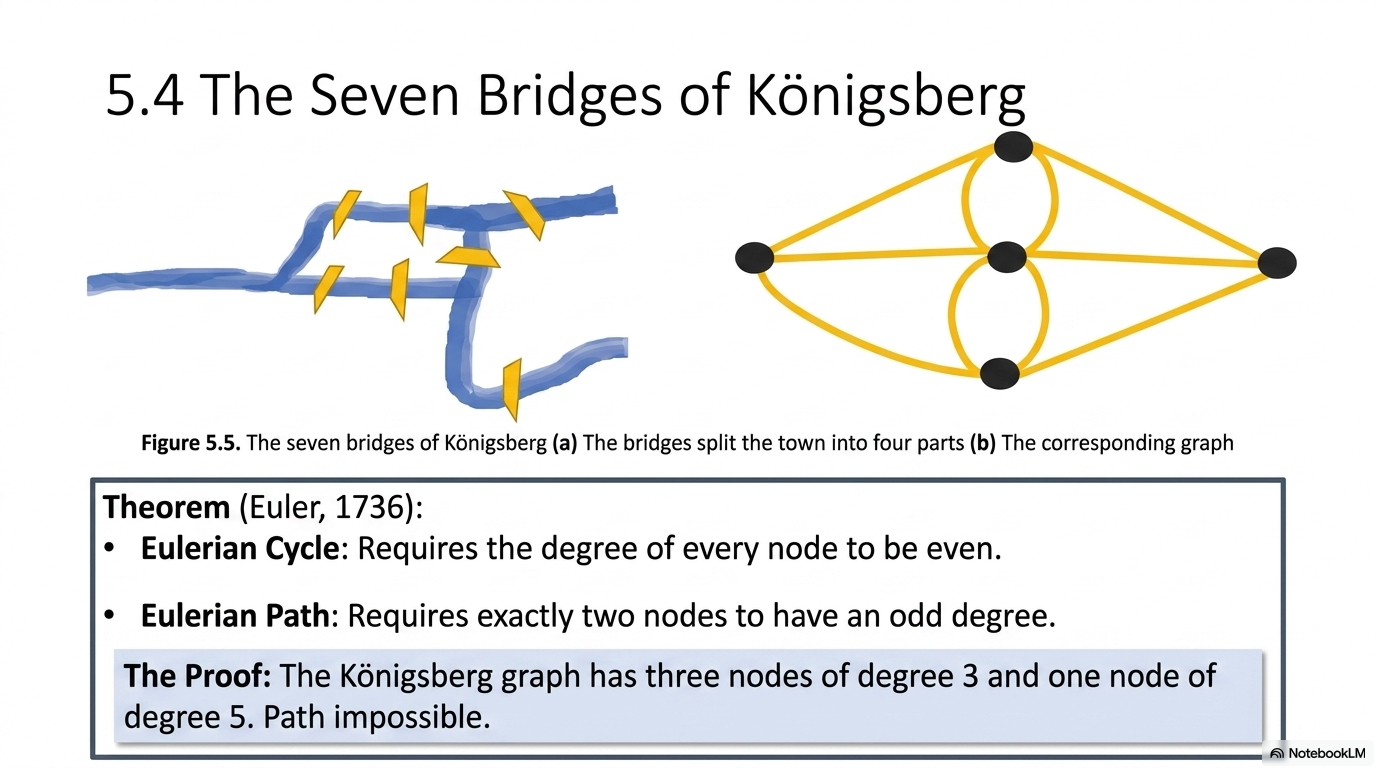 5.4 The Seven Bridges of Königsberg
Figure 5.5. The seven bridges of Königsberg (a) The bridges split the town into four parts (b) The corresponding graph
Theorem (Euler, 1736):
• Eulerian Cycle: Requires the degree of every node to be even.
• Eulerian Path: Requires exactly two nodes to have an odd degree.
The Proof: The Königsberg graph has three nodes of degree 3 and one node of
degree 5. Path impossible.
NotebookLM